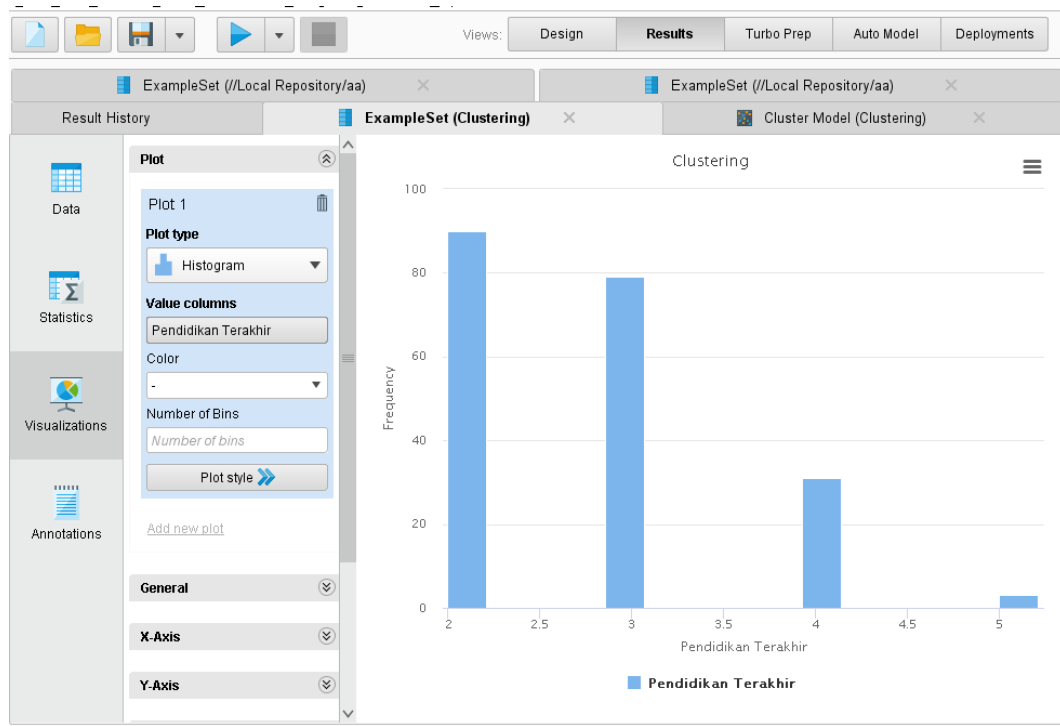 Views:
Design
Results
Turbo Prep
Auto Model
Deployments
ExampleSet (//Local Repository/aa)
ExampleSet (//Local Repository/aa)
Result History
ExampleSet (Clustering)
Cluster Model (Clustering)
Data
Statistics
Visualizations
Annotations
Plot
Plot 1
Plot type
Histogram
Value columns
Pendidikan Terakhir
Color
-
Number of Bins
Number of bins
Plot style
Add new plot
General
X-Axis
Y-Axis
Clustering
Frequency
100
80
60
40
20
0
2 2.5 3 3.5 4 4.5 5
Pendidikan Terakhir
Pendidikan Terakhir